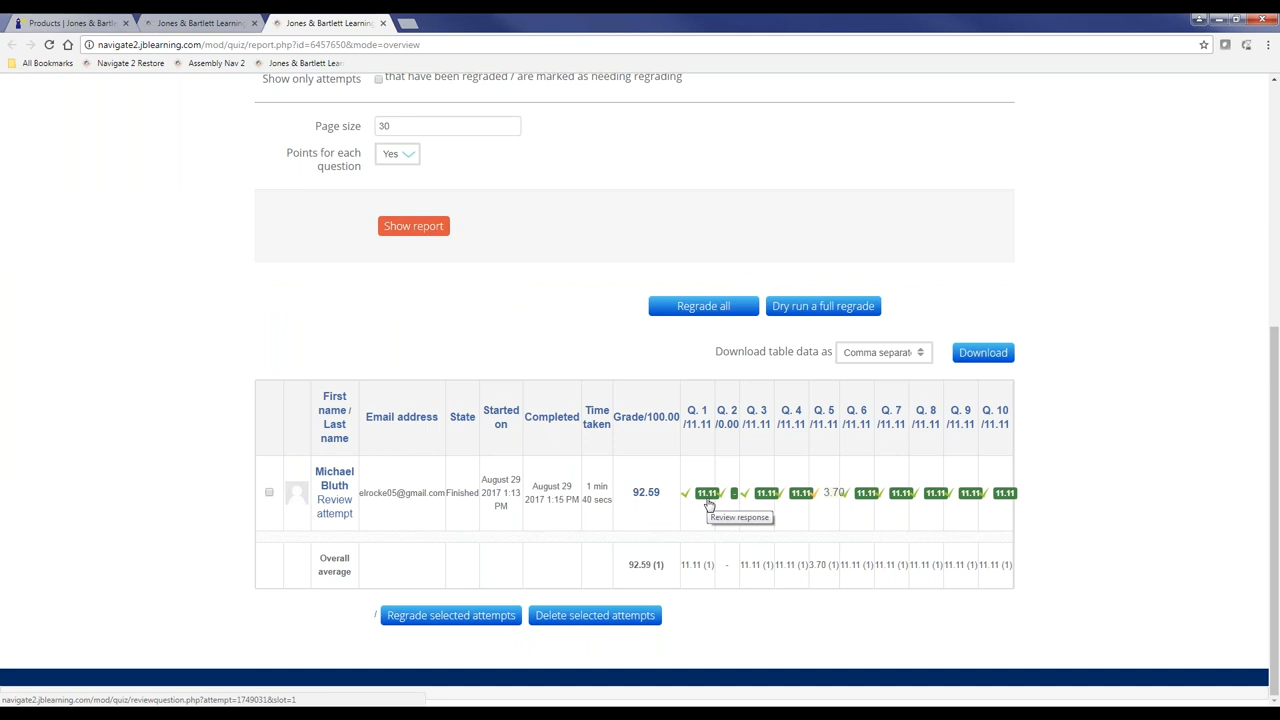 Products | Jones & Bartlett
Jones & Bartlett Learning
Jones & Bartlett Learning
navigate2.jblearning.com/mod/quiz/report.php?id=6457650&mode=overview
All Bookmarks
Navigate 2 Restore
Assembly Nav 2
Jones & Bartlett Lear
Show only attempts
that have been regraded / are marked as needing regrading
Page size
30
Points for each
question
Yes
Show report
Regrade all
Dry run a full regrade
Download table data as
Comma separat
Download
First
name /
Last
name
Email address
State
Started
on
Completed
Time
taken
Grade/100.00
Q. 1
/11.11
Q. 2
/0.00
Q. 3
/11.11
Q. 4
/11.11
Q. 5
/11.11
Q. 6
/11.11
Q. 7
/11.11
Q. 8
/11.11
Q. 9
/11.11
Q. 10
/11.11
Michael
Bluth
Review
attempt
elrocke05@gmail.com
Finished
August 29
2017 1:13
PM
August 29
2017 1:15 PM
1 min
40 secs
92.59
11.11
-
11.11
11.11
3.70
11.11
11.11
11.11
11.11
11.11
Review response
Overall
average
92.59 (1)
11.11 (1)
-
11.11 (1)
11.11 (1)
3.70 (1)
11.11 (1)
11.11 (1)
11.11 (1)
11.11 (1)
11.11 (1)
/
Regrade selected attempts
Delete selected attempts
navigate2.jblearning.com/mod/quiz/reviewquestion.php?attempt=1749031&slot=1